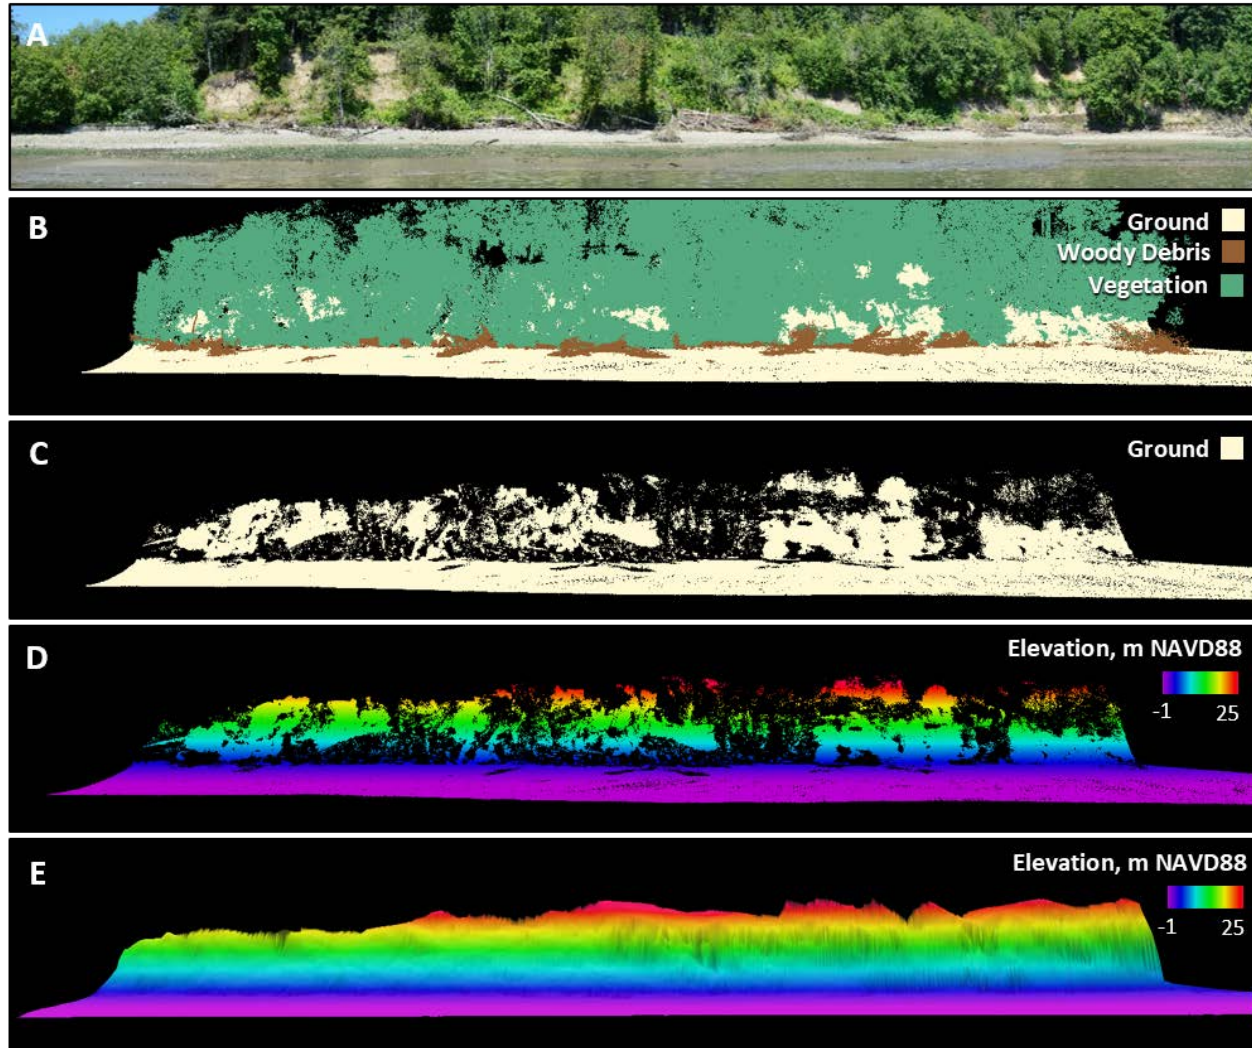 A
B
Ground
Woody Debris
Vegetation
C
Ground
D
Elevation, m NAVD88
-1 25
E
Elevation, m NAVD88
-1 25